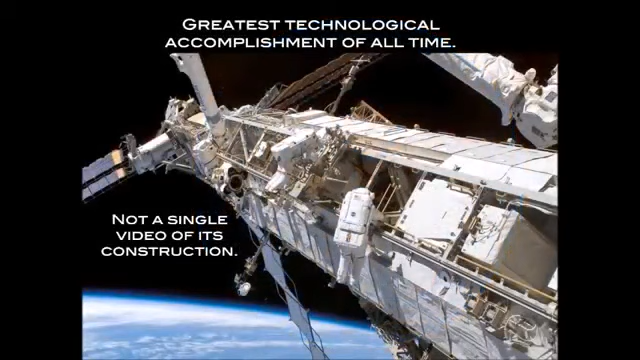 Greatest technological
accomplishment of all time.
Not a single
video of its
construction.